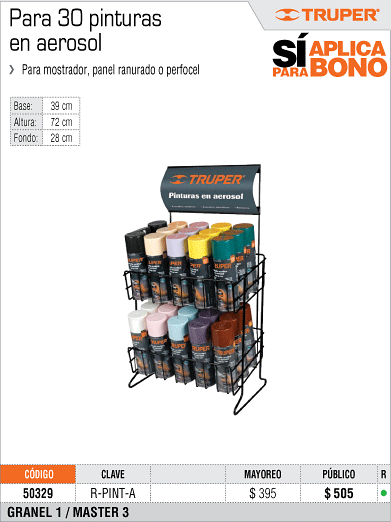 Para 30 pinturas
en aerosol
TRUPER®
SÍ APLICA
PARA BONO
❯ Para mostrador, panel ranurado o perfocel
Base: 39 cm
Altura: 72 cm
Fondo: 28 cm
TRUPER®
Pinturas en aerosol
TRUPER
TRUPER
CÓDIGO CLAVE MAYOREO PÚBLICO R
50329 R-PINT-A $ 395 $ 505
GRANEL 1 / MASTER 3